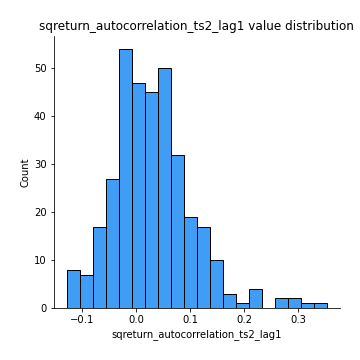 sqreturn_autocorrelation_ts2_lag1 value distribution
50
40
30
20
10
0
Count
−0.1 0.0 0.1 0.2 0.3
sqreturn_autocorrelation_ts2_lag1